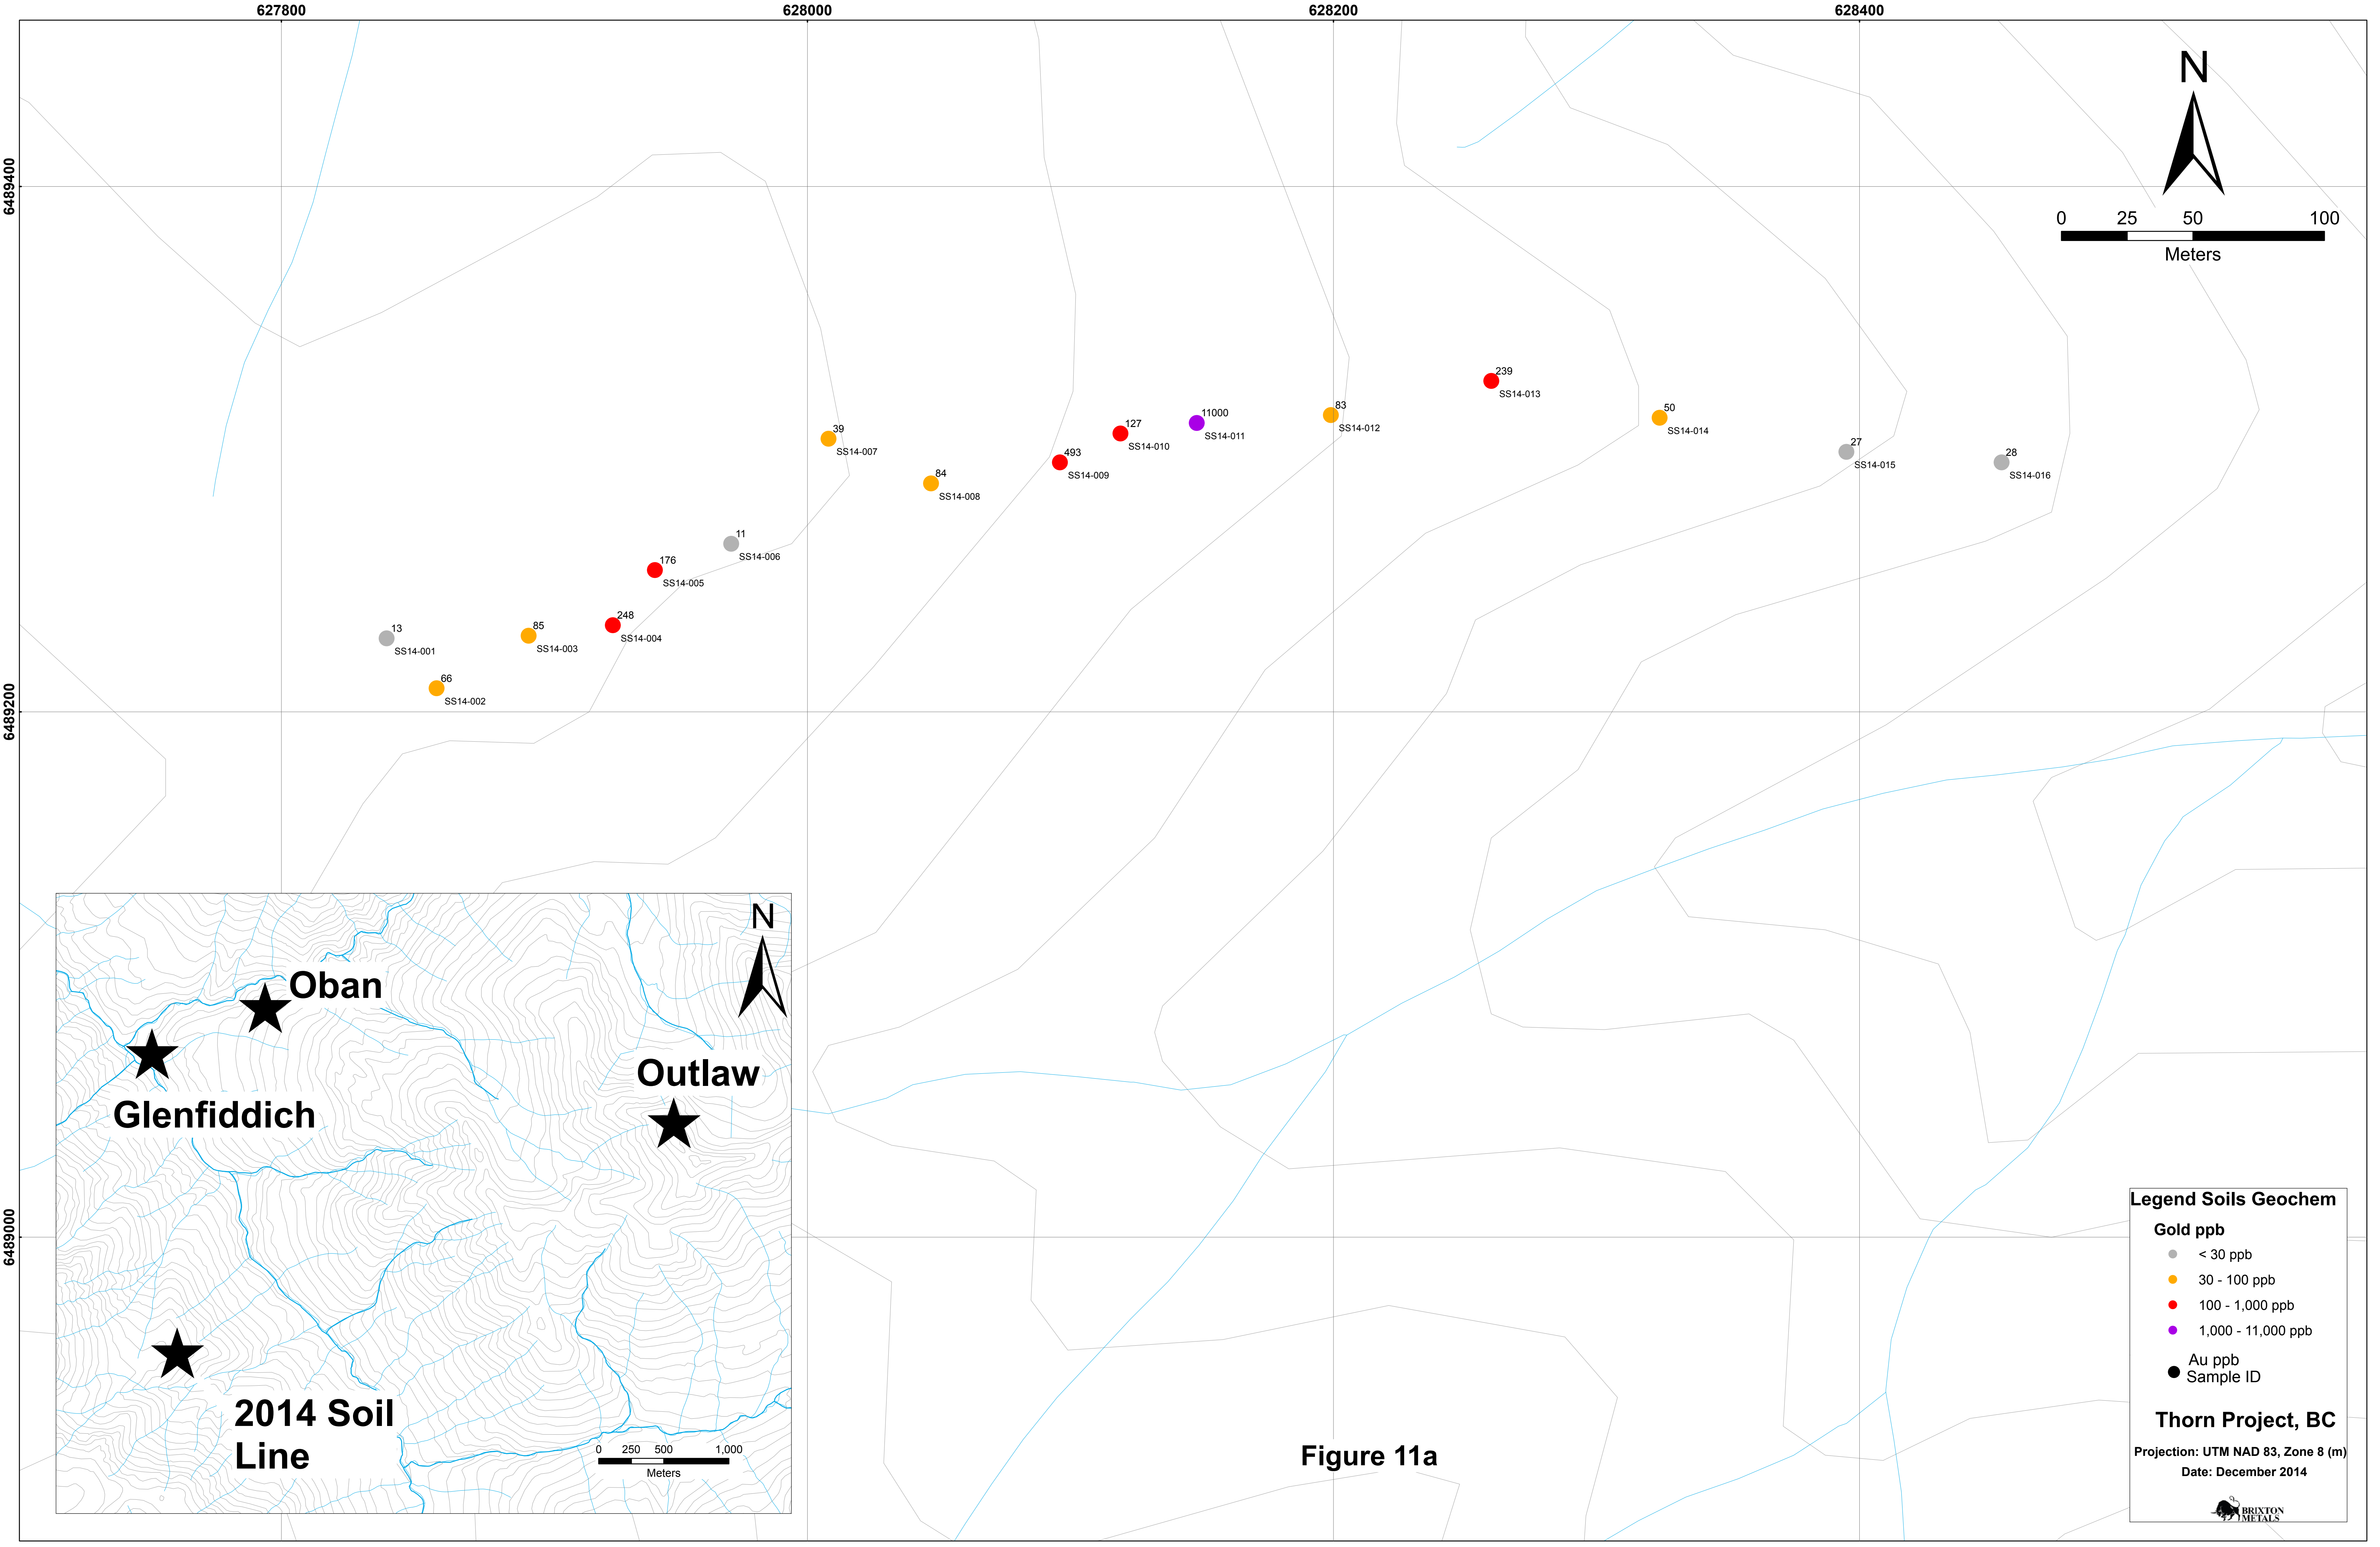 627800
628000
628200
628400
6489400
6489200
6489000
N
0 25 50 100
Meters
239
SS14-013
83
SS14-012
50
SS14-014
11000
SS14-011
127
SS14-010
39
SS14-007
27
SS14-015
28
SS14-016
493
SS14-009
84
SS14-008
11
SS14-006
176
SS14-005
248
SS14-004
85
SS14-003
13
SS14-001
66
SS14-002
N
Oban
Outlaw
Glenfiddich
2014 Soil
Line
0 250 500 1,000
Meters
Figure 11a
Legend Soils Geochem
Gold ppb
< 30 ppb
30 - 100 ppb
100 - 1,000 ppb
1,000 - 11,000 ppb
Au ppb
Sample ID
Thorn Project, BC
Projection: UTM NAD 83, Zone 8 (m)
Date: December 2014
BRIXTON
METALS